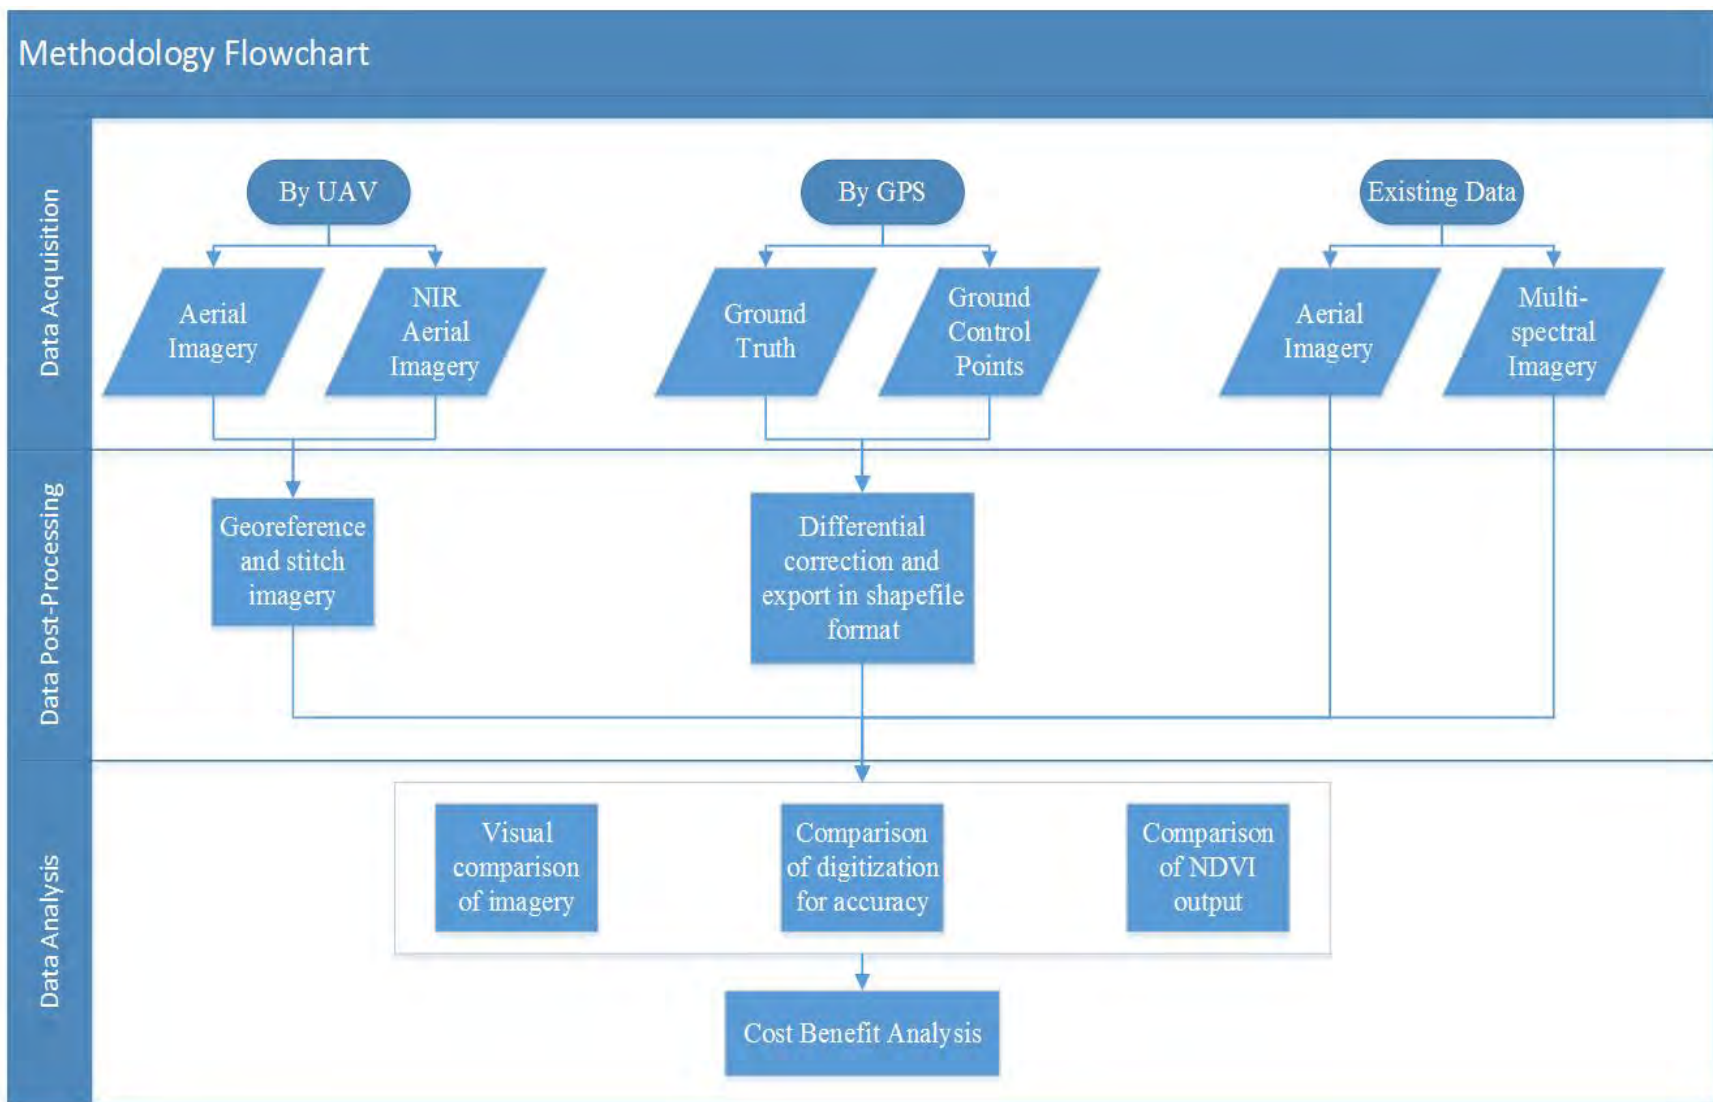 Methodology Flowchart
Data Acquisition
By UAV
By GPS
Existing Data
Aerial
Imagery
NIR
Aerial
Imagery
Ground
Truth
Ground
Control
Points
Aerial
Imagery
Multi-
spectral
Imagery
Data Post-Processing
Georeference
and stitch
imagery
Differential
correction and
export in shapefile
format
Data Analysis
Visual
comparison
of imagery
Comparison
of digitization
for accuracy
Comparison
of NDVI
output
Cost Benefit Analysis